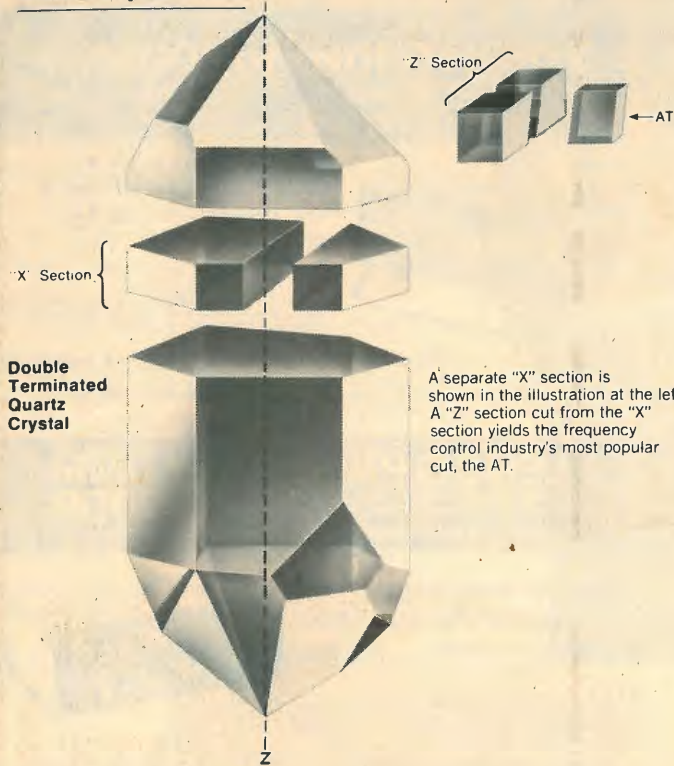 "Z" Section
AT
"X" Section
Double
Terminated
Quartz
Crystal
A separate "X" section is
shown in the illustration at the left
A "Z" section cut from the "X"
section yields the frequency
control industry's most popular
cut, the AT.
Z